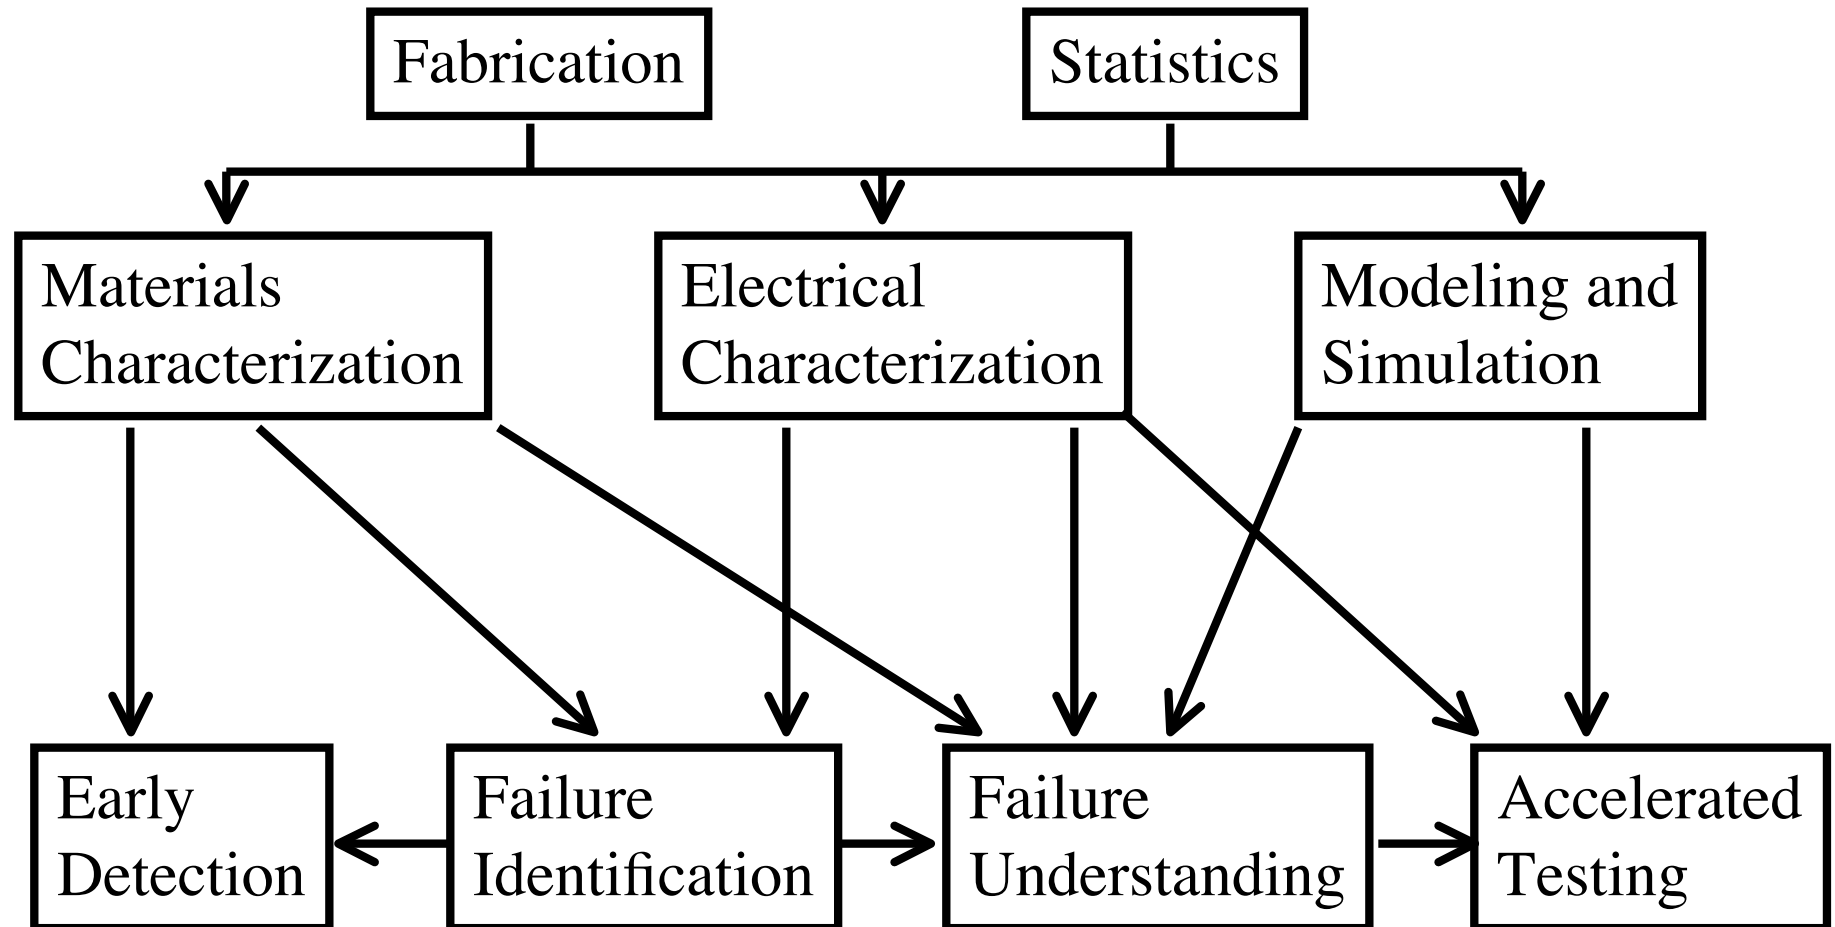 Fabrication
Statistics
Materials
Characterization
Electrical
Characterization
Modeling and
Simulation
Early
Detection
Failure
Identification
Failure
Understanding
Accelerated
Testing